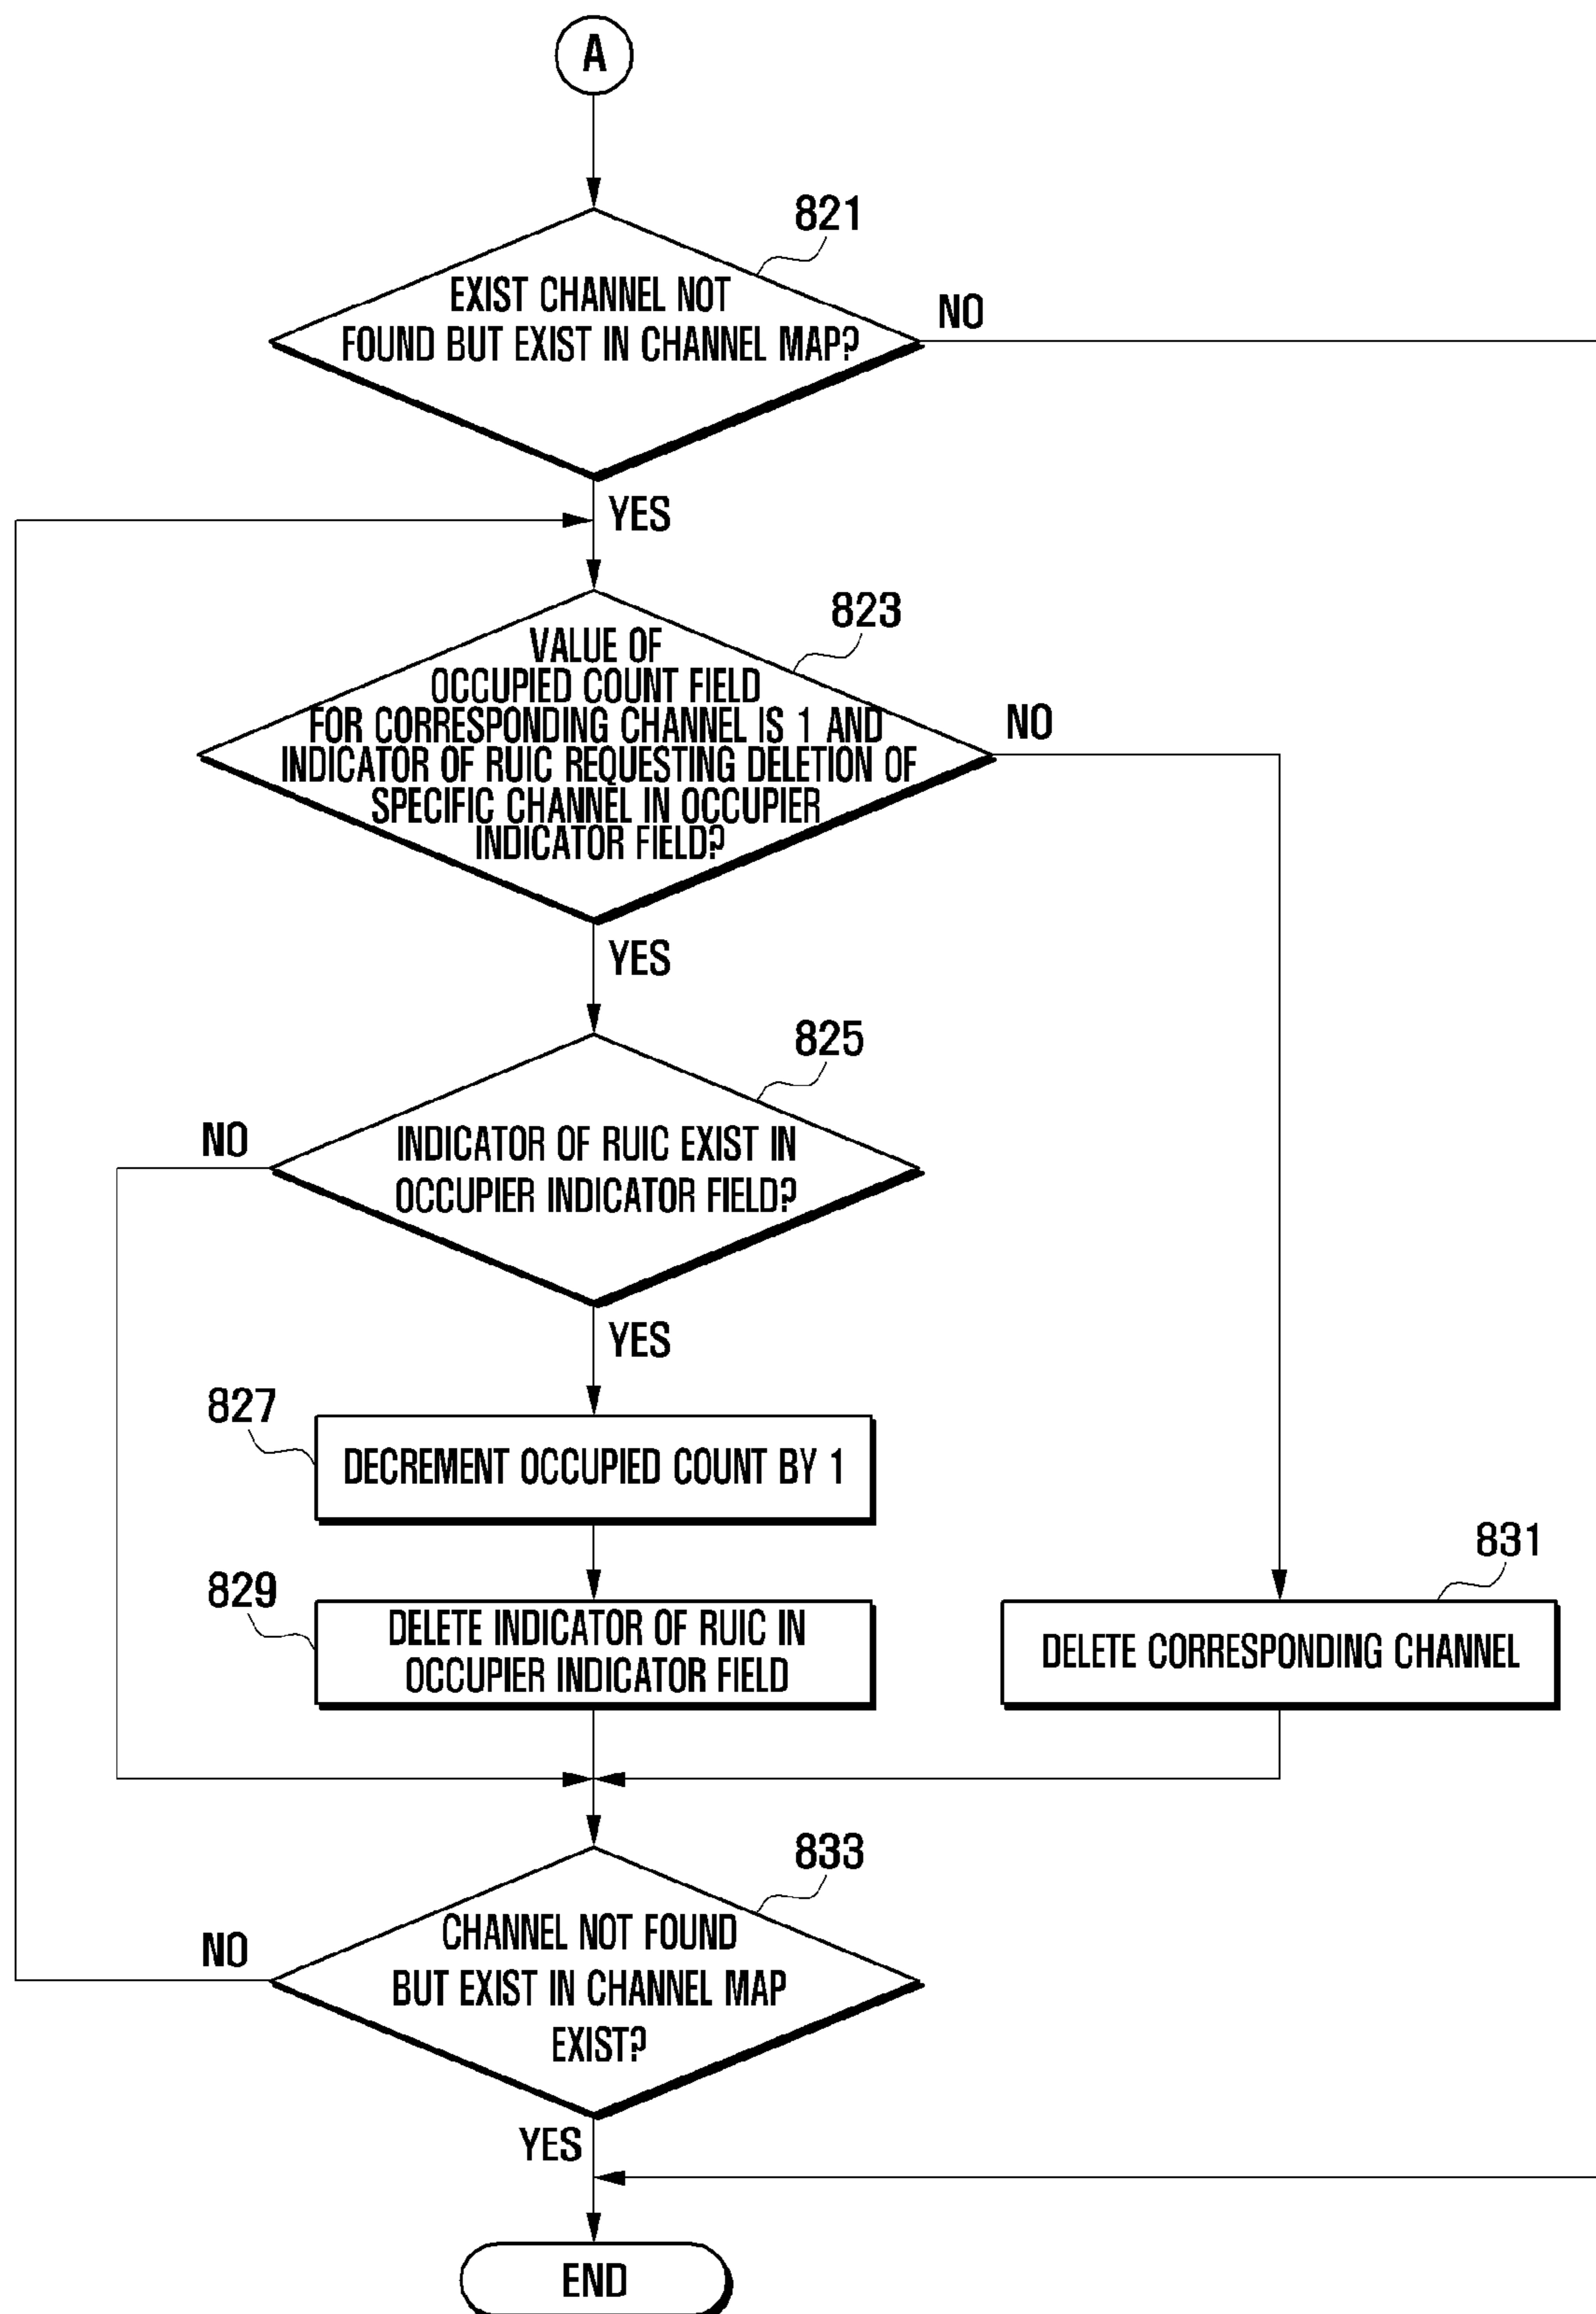 A
821
EXIST CHANNEL NOT
FOUND BUT EXIST IN CHANNEL MAP?
NO
YES
823
VALUE OF
OCCUPIED COUNT FIELD
FOR CORRESPONDING CHANNEL IS 1 AND
INDICATOR OF RUIC REQUESTING DELETION OF
SPECIFIC CHANNEL IN OCCUPIER
INDICATOR FIELD?
NO
YES
825
NO
INDICATOR OF RUIC EXIST IN
OCCUPIER INDICATOR FIELD?
YES
827
DECREMENT OCCUPIED COUNT BY 1
829
DELETE INDICATOR OF RUIC IN
OCCUPIER INDICATOR FIELD
831
DELETE CORRESPONDING CHANNEL
833
NO
CHANNEL NOT FOUND
BUT EXIST IN CHANNEL MAP
EXIST?
YES
END